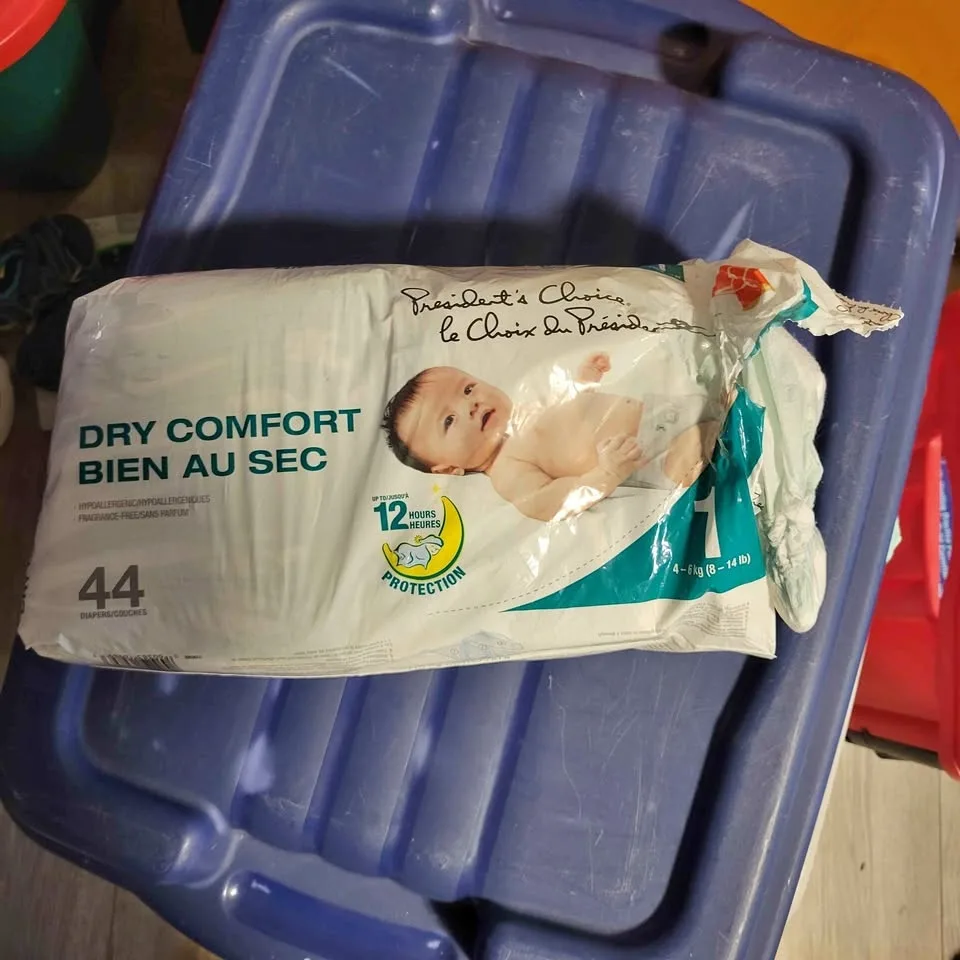 President's Choice
le Choix du Présiden
DRY COMFORT
BIEN AU SEC
HYPOALLERGENIC/HYPOALLERGÉNIQUES
FRAGRANCE-FREE/SANS PARFUM
UP TO/JUSQU'À
12 HOURS
HEURES
PROTECTION
44
DIAPERS/COUCHES
1
4 – 6 kg (8 – 14 lb)